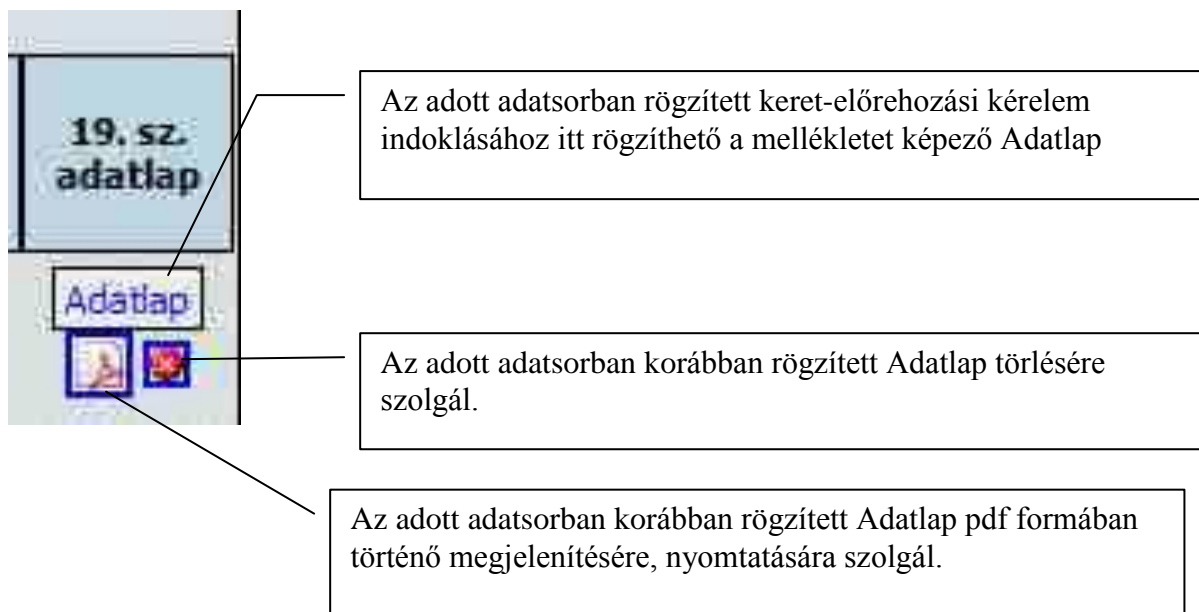 19. sz.
adatlap
Adatlap
Az adott adatsorban rögzített keret-előrehozási kérelem
indoklásához itt rögzíthető a mellékletet képező Adatlap
Az adott adatsorban korábban rögzített Adatlap törlésére
szolgál.
Az adott adatsorban korábban rögzített Adatlap pdf formában
történő megjelenítésére, nyomtatására szolgál.